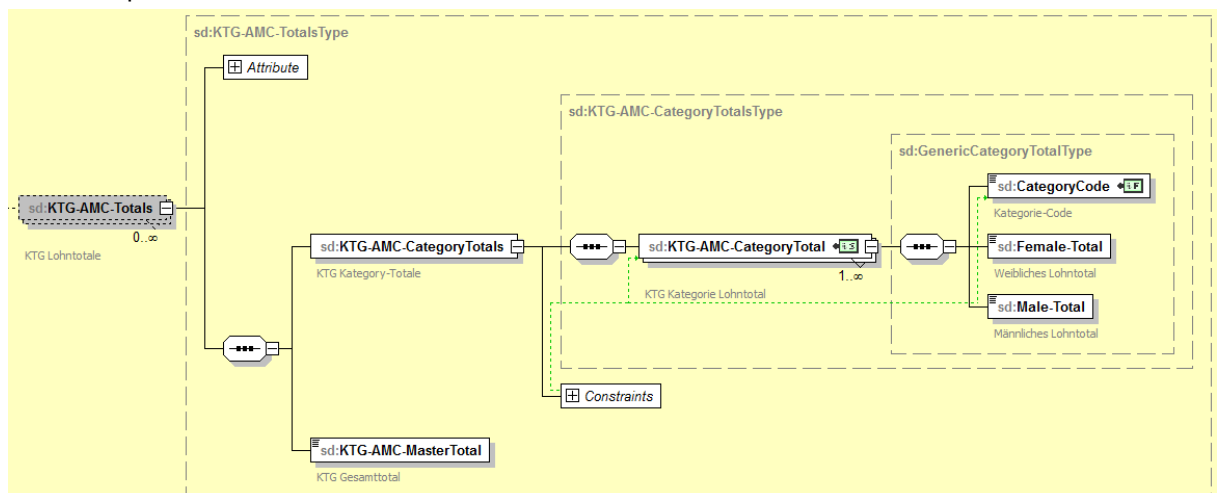 sd:KTG-AMC-TotalsType
Attribute
sd:KTG-AMC-CategoryTotalsType
sd:GenericCategoryTotalType
sd:CategoryCode
Kategorie-Code
sd:KTG-AMC-Totals
0..∞
KTG Lohntotale
sd:KTG-AMC-CategoryTotals
KTG Kategory-Totale
sd:KTG-AMC-CategoryTotal
1..∞
KTG Kategorie Lohntotal
sd:Female-Total
Weibliches Lohntotal
sd:Male-Total
Männliches Lohntotal
Constraints
sd:KTG-AMC-MasterTotal
KTG Gesamttotal